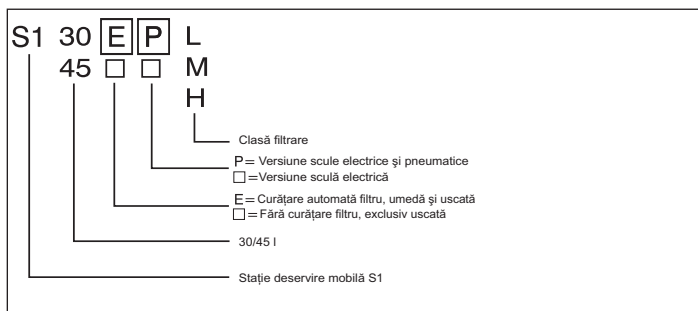 S1 30 E P L
45 □ □ M
H
Clasă filtrare
P= Versiune scule electrice şi pneumatice
□=Versiune sculă electrică
E= Curăţare automată filtru, umedă şi uscată
□= Fără curăţare filtru, exclusiv uscată
30/45 l
Staţie deservire mobilă S1